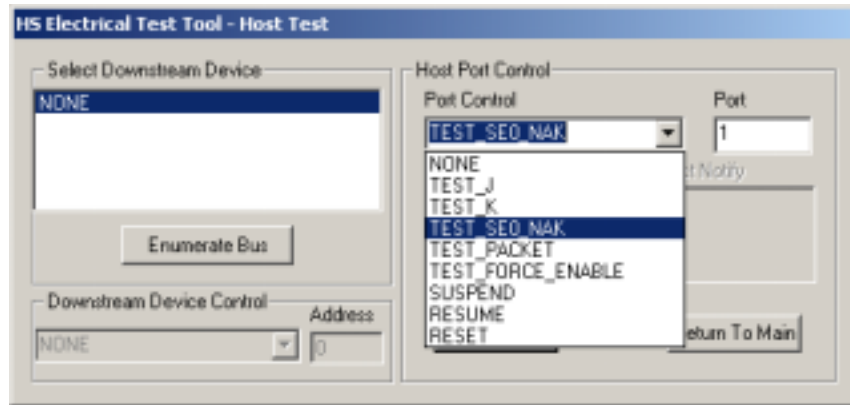 HS Electrical Test Tool - Host Test
Select Downstream Device
NONE
Enumerate Bus
Downstream Device Control
Address
NONE
0
Host Port Control
Port Control
Port
TEST_SE0_NAK
1
Notify
NONE
TEST_J
TEST_K
TEST_SE0_NAK
TEST_PACKET
TEST_FORCE_ENABLE
SUSPEND
RESUME
RESET
Return To Main